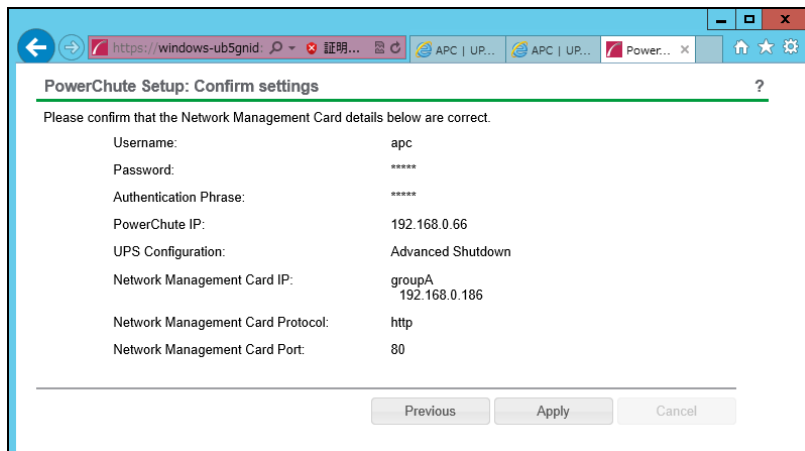 https://windows-ub5gnid: 証明... APC | UP... APC | UP... Power...
PowerChute Setup: Confirm settings ?
Please confirm that the Network Management Card details below are correct.
Username: apc
Password: *****
Authentication Phrase: *****
PowerChute IP: 192.168.0.66
UPS Configuration: Advanced Shutdown
Network Management Card IP: groupA
192.168.0.186
Network Management Card Protocol: http
Network Management Card Port: 80
Previous Apply Cancel